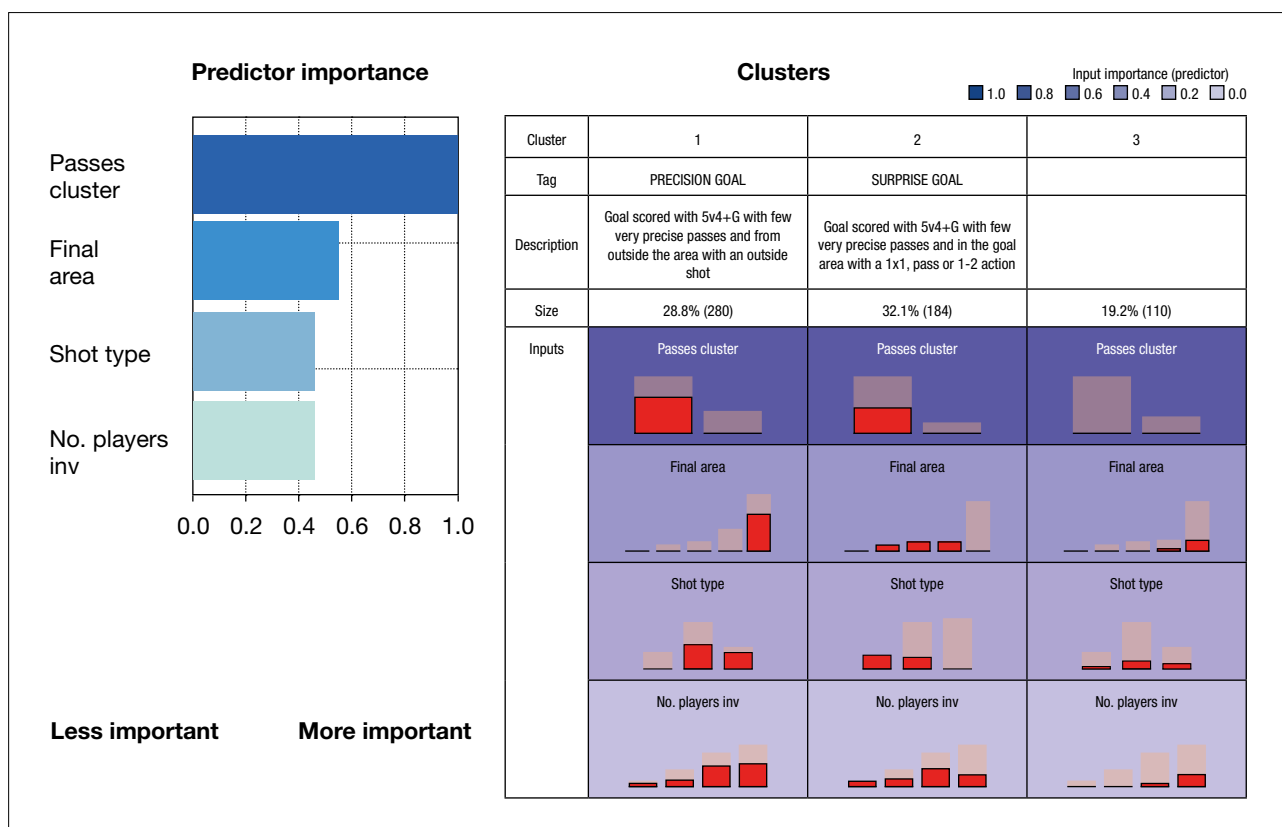 Predictor importance
Passes
cluster
Final
area
Shot type
No. players
inv
0.0 0.2 0.4 0.6 0.8 1.0
Less important More important
Clusters
Input importance (predictor)
1.0 0.8 0.6 0.4 0.2 0.0
Cluster 1 2 3
Tag PRECISION GOAL SURPRISE GOAL
Description
Goal scored with 5v4+G with few
very precise passes and from
outside the area with an outside
shot
Goal scored with 5v4+G with few
very precise passes and in the goal
area with a 1x1, pass or 1-2 action
Size 28.8% (280) 32.1% (184) 19.2% (110)
Inputs Passes cluster Passes cluster Passes cluster
Final area Final area Final area
Shot type Shot type Shot type
No. players inv No. players inv No. players inv